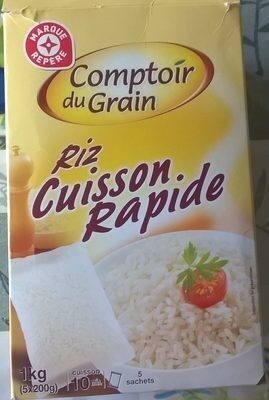 MARQUE
REPÈRE
Comptoir
du Grain
Riz
Cuisson
Rapide
1kg
(5x200g)
cuisson
10
5
sachets